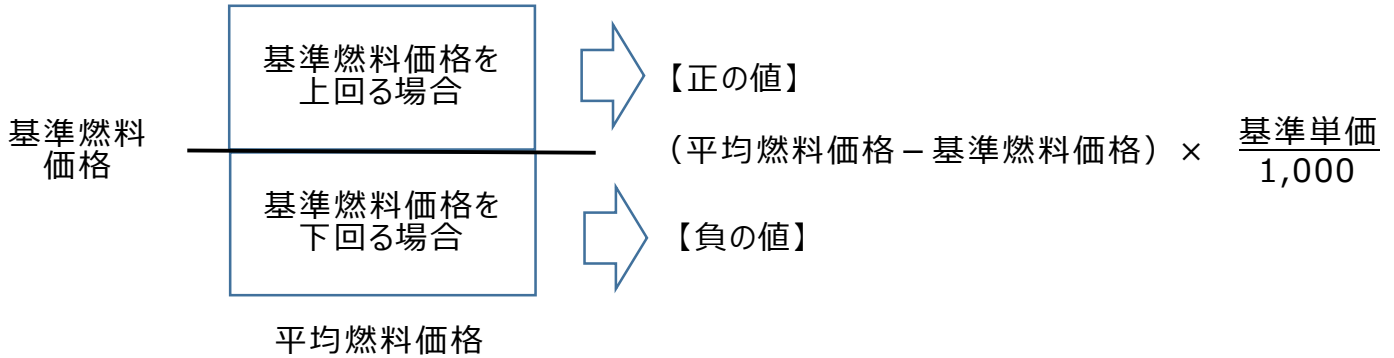 基準燃料価格を
上回る場合
【正の値】
基準燃料
価格
（平均燃料価格－基準燃料価格）×
基準単価
1,000
基準燃料価格を
下回る場合
【負の値】
平均燃料価格